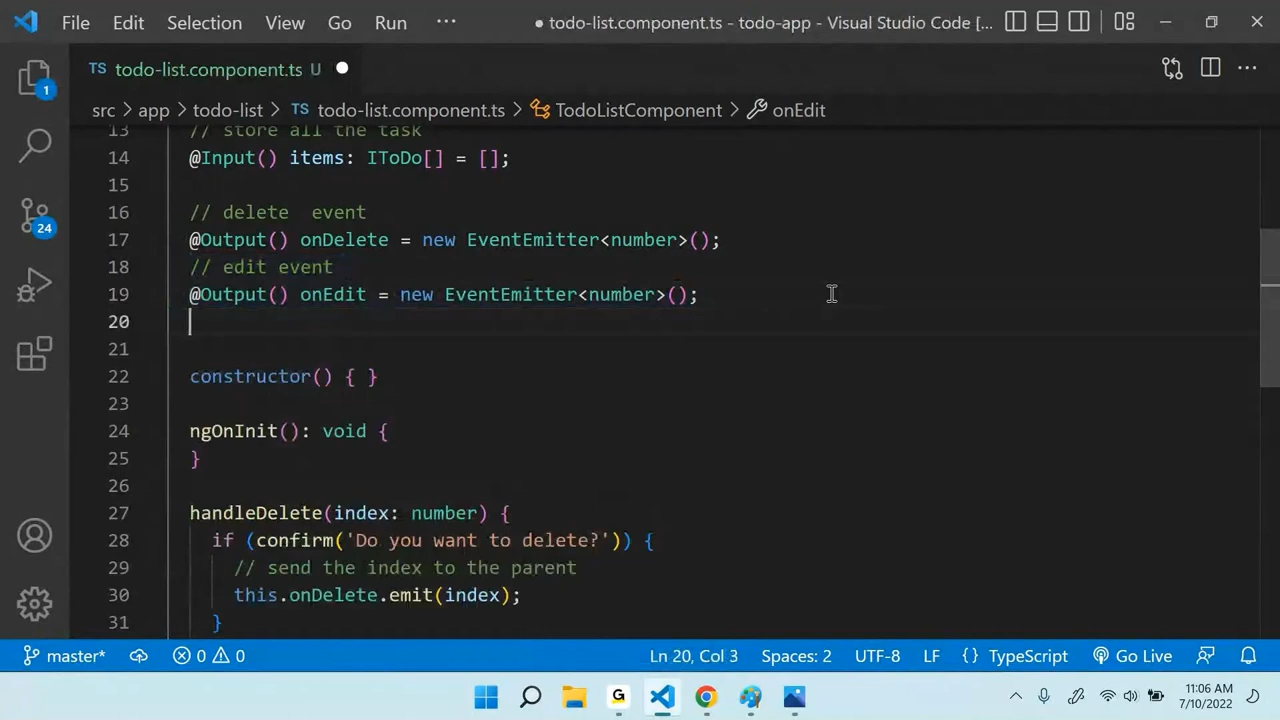 File Edit Selection View Go Run ··· ● todo-list.component.ts - todo-app - Visual Studio Code [...
TS todo-list.component.ts U ●
1
src > app > todo-list > TS todo-list.component.ts > TodoListComponent > onEdit
13 // store all the task
14 @Input() items: IToDo[] = [];
15
16 // delete  event
24
17 @Output() onDelete = new EventEmitter<number>();
18 // edit event
19 @Output() onEdit = new EventEmitter<number>();
20
21
22 constructor() { }
23
24 ngOnInit(): void {
25 }
26
27 handleDelete(index: number) {
28 if (confirm('Do you want to delete?')) {
29 // send the index to the parent
30 this.onDelete.emit(index);
31 }
master* 0 0 Ln 20, Col 3 Spaces: 2 UTF-8 LF {} TypeScript Go Live
G
11:06 AM
7/10/2022